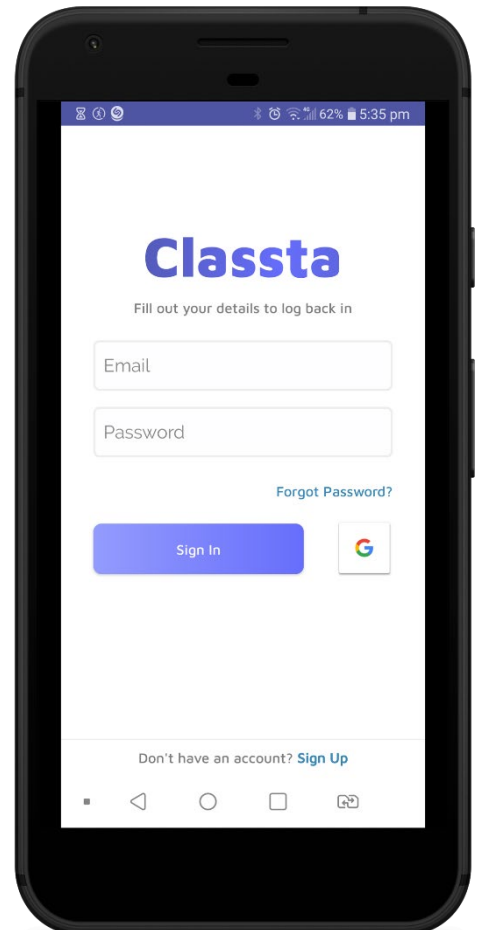 62% 5:35 pm
Classta
Fill out your details to log back in
Email
Password
Forgot Password?
Sign In
G
Don't have an account? Sign Up